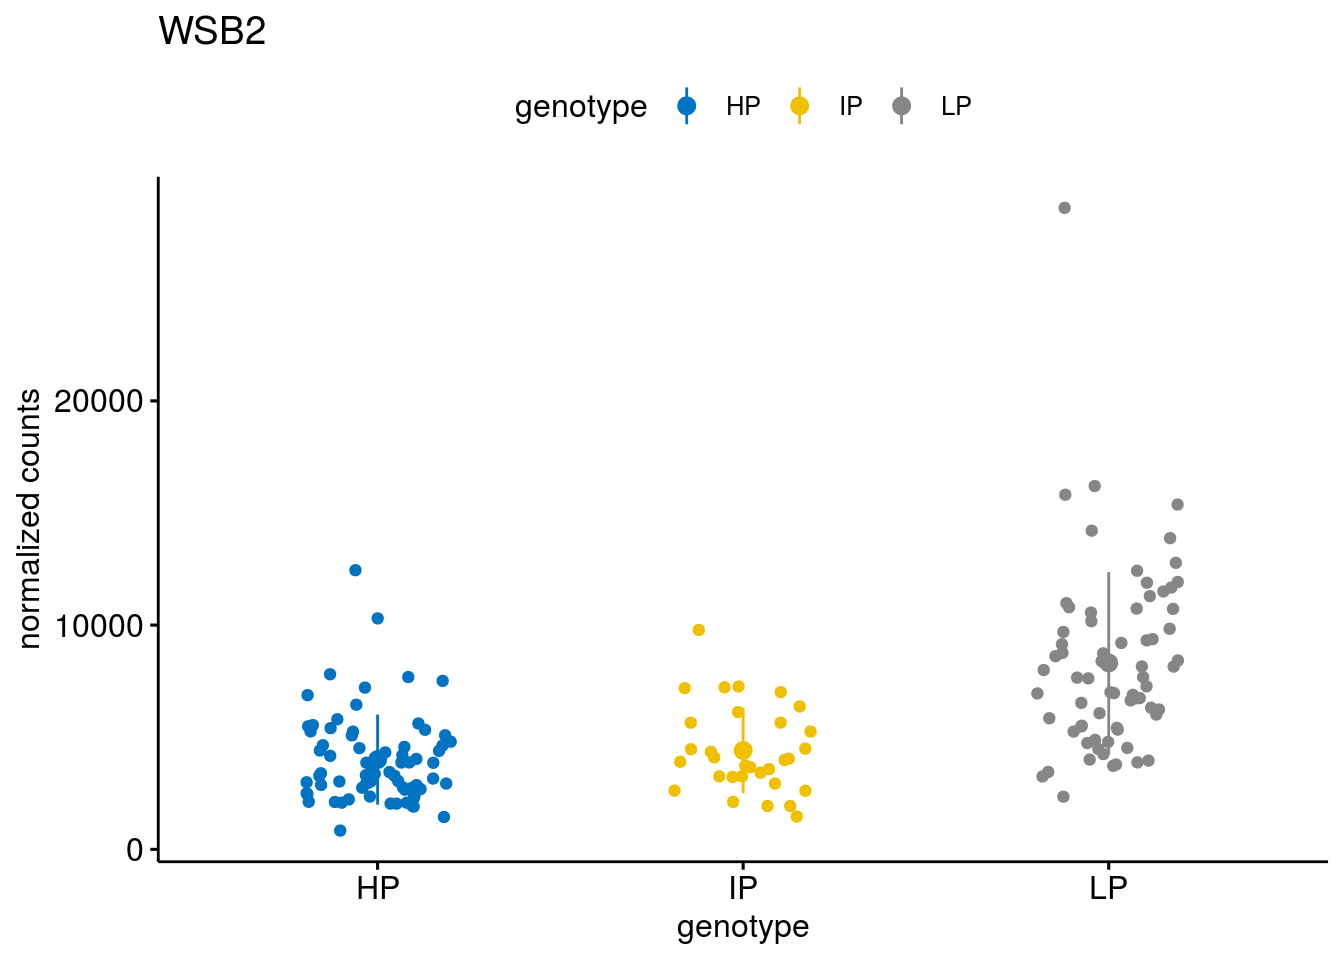 WSB2
genotype HP IP LP
normalized counts
20000
10000
0
HP IP LP
genotype